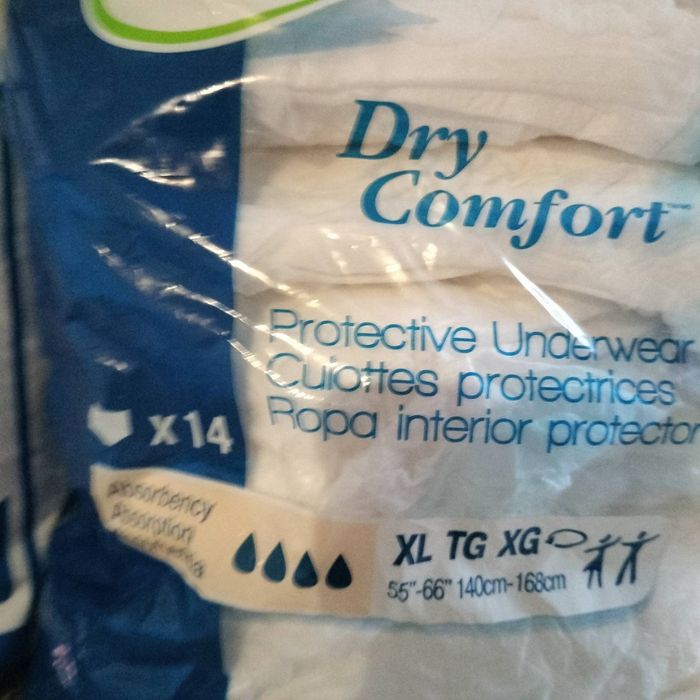 Dry
Comfort™
Protective Underwear
Culottes protectrices
Ropa interior protector
x14
Absorbency
Absorption
XL TG XG
55"-66" 140cm-168cm